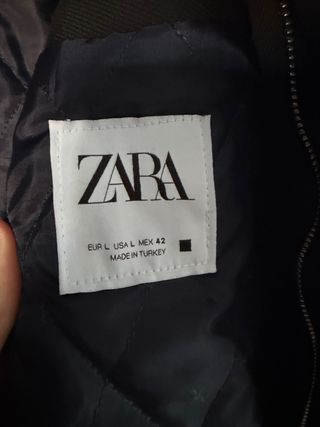 ZARA
EUR L USA L MEX 42
MADE IN TURKEY